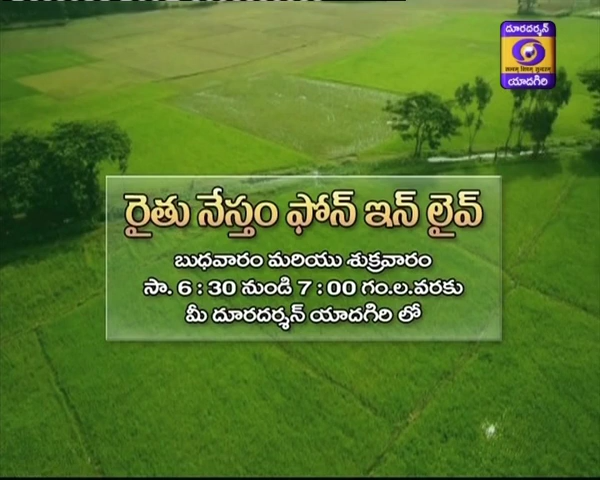 దూరదర్శన్
యాదగిరి
రైతు నేస్తం ఫోన్ ఇన్ లైవ్
బుధవారం మరియు శుక్రవారం
సా. 6 : 30 నుండి 7 : 00 గం.ల.వరకు
మీ దూరదర్శన్ యాదగిరి లో